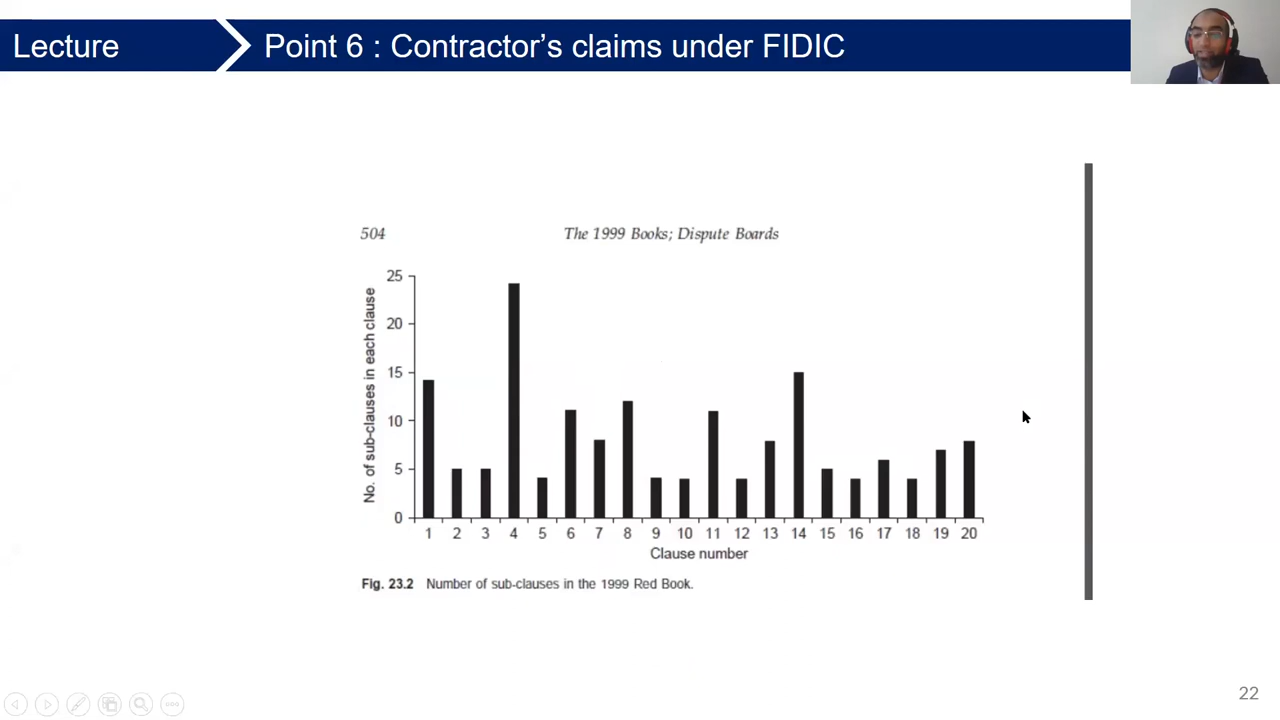 Lecture
Point 6 : Contractor's claims under FIDIC
504
The 1999 Books; Dispute Boards
No. of sub-clauses in each clause
25
20
15
10
5
0
1 2 3 4 5 6 7 8 9 10 11 12 13 14 15 16 17 18 19 20
Clause number
Fig. 23.2 Number of sub-clauses in the 1999 Red Book.
22